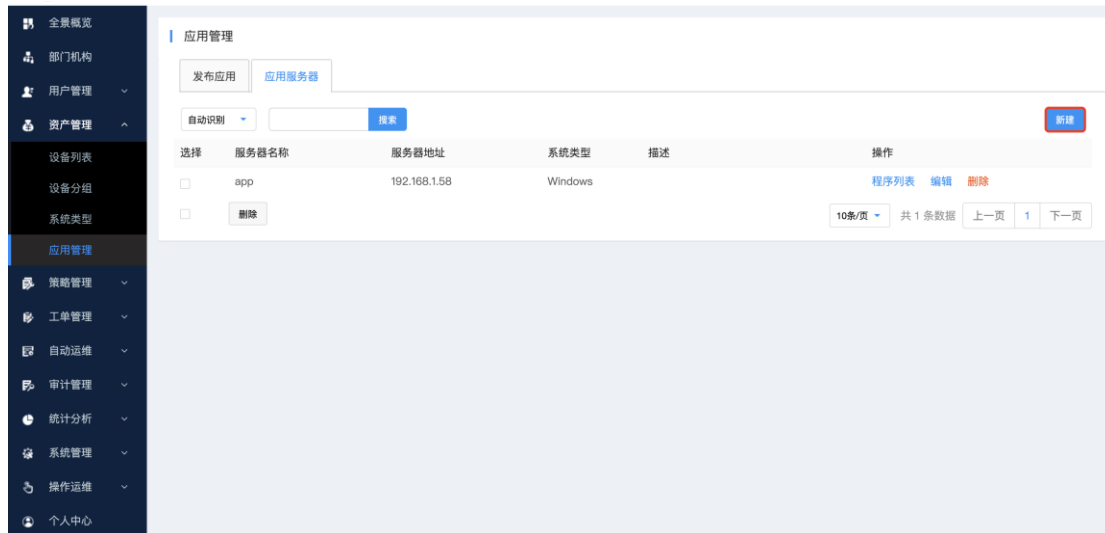 全景概览
部门机构
用户管理
资产管理
设备列表
设备分组
系统类型
应用管理
策略管理
工单管理
自动运维
审计管理
统计分析
系统管理
操作运维
个人中心
应用管理
发布应用 应用服务器
自动识别 搜索 新建
选择 服务器名称 服务器地址 系统类型 描述 操作
app 192.168.1.58 Windows 程序列表 编辑 删除
删除 10条/页 共 1 条数据 上一页 1 下一页